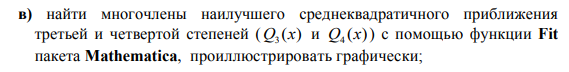 в) найти многочлены наилучшего среднеквадратичного приближения
третьей и четвертой степеней (Q₃(x) и Q₄(x)) с помощью функции Fit
пакета Mathematica, проиллюстрировать графически;